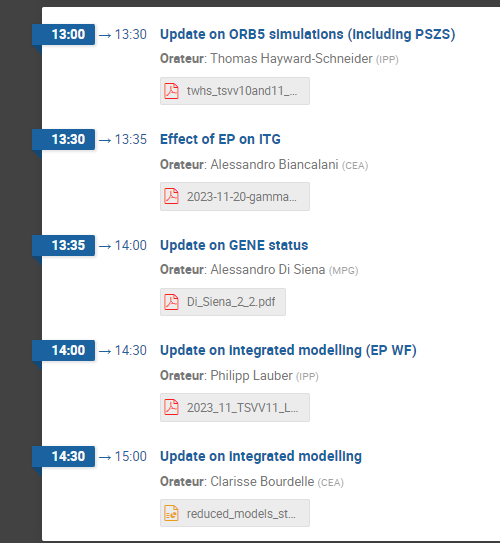 13:00 → 13:30 Update on ORB5 simulations (including PSZS)
Orateur: Thomas Hayward-Schneider (IPP)
twhs_tsvv10and11_...
13:30 → 13:35 Effect of EP on ITG
Orateur: Alessandro Biancalani (CEA)
2023-11-20-gamma...
13:35 → 14:00 Update on GENE status
Orateur: Alessandro Di Siena (MPG)
Di_Siena_2_2.pdf
14:00 → 14:30 Update on integrated modelling (EP WF)
Orateur: Philipp Lauber (IPP)
2023_11_TSVV11_L...
14:30 → 15:00 Update on integrated modelling
Orateur: Clarisse Bourdelle (CEA)
reduced_models_st...